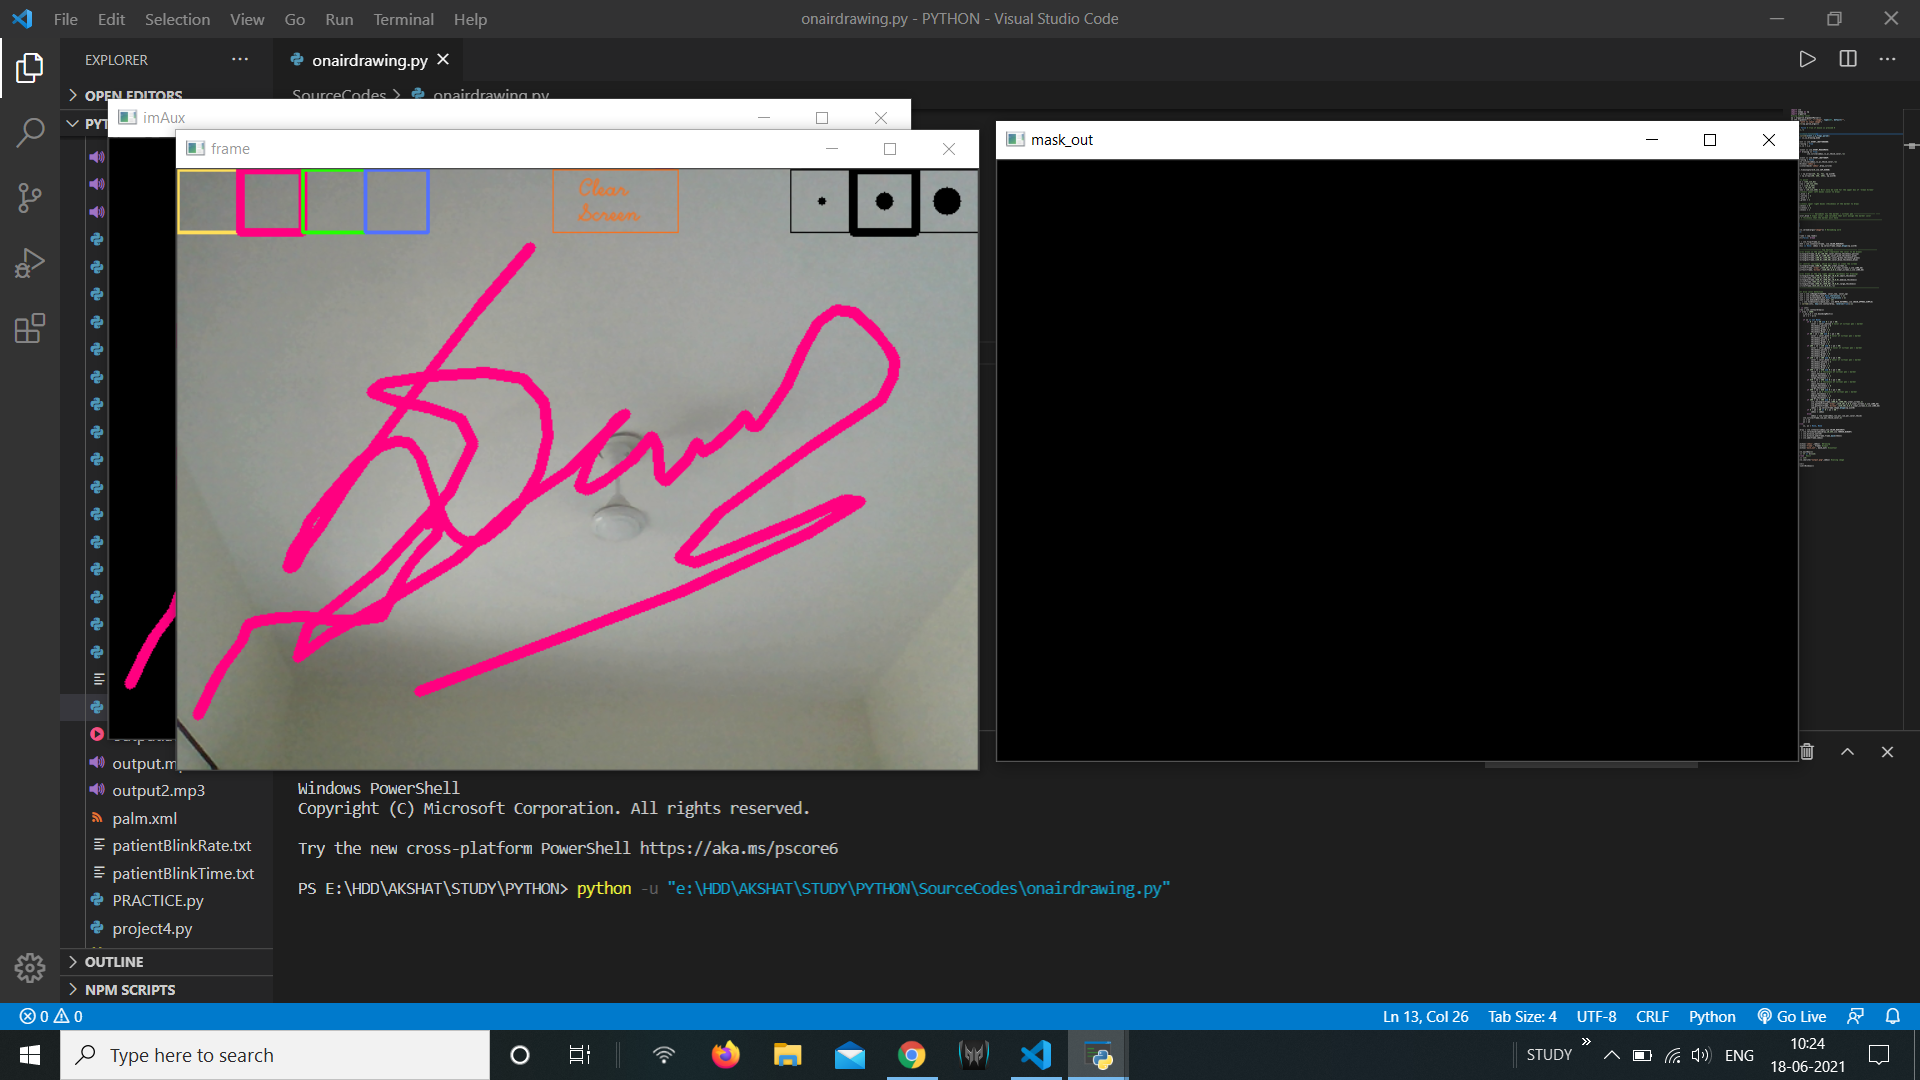 File Edit Selection View Go Run Terminal Help
onairdrawing.py - PYTHON - Visual Studio Code
EXPLORER
onairdrawing.py
OPEN EDITORS
SourceCodes > onairdrawing.py
PYT
imAux
frame
mask_out
Clear
Screen
output.m
output2.mp3
palm.xml
patientBlinkRate.txt
patientBlinkTime.txt
PRACTICE.py
project4.py
OUTLINE
NPM SCRIPTS
Windows PowerShell
Copyright (C) Microsoft Corporation. All rights reserved.
Try the new cross-platform PowerShell https://aka.ms/pscore6
PS E:\HDD\AKSHAT\STUDY\PYTHON> python -u "e:\HDD\AKSHAT\STUDY\PYTHON\SourceCodes\onairdrawing.py"
0 0
Ln 13, Col 26 Tab Size: 4 UTF-8 CRLF Python Go Live
Type here to search
STUDY
ENG
10:24
18-06-2021